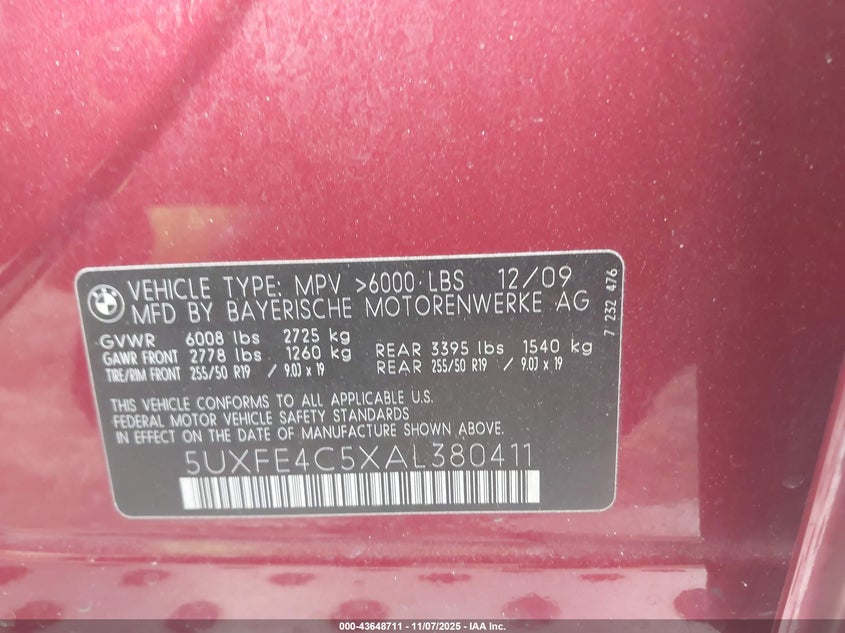 BMW
VEHICLE TYPE: MPV >6000 LBS 12/09
MFD BY BAYERISCHE MOTORENWERKE AG
GVWR 6008 lbs 2725 kg
GAWR FRONT 2778 lbs 1260 kg REAR 3395 lbs 1540 kg
TIRE/RIM FRONT 255/50 R19 / 9.0J x 19 REAR 255/50 R19 / 9.0J x 19
THIS VEHICLE CONFORMS TO ALL APPLICABLE U.S.
FEDERAL MOTOR VEHICLE SAFETY STANDARDS
IN EFFECT ON THE DATE OF MANUFACTURE SHOWN ABOVE.
5UXFE4C5XAL380411
7 232 476
000-43648711 - 11/07/2025 - IAA Inc.